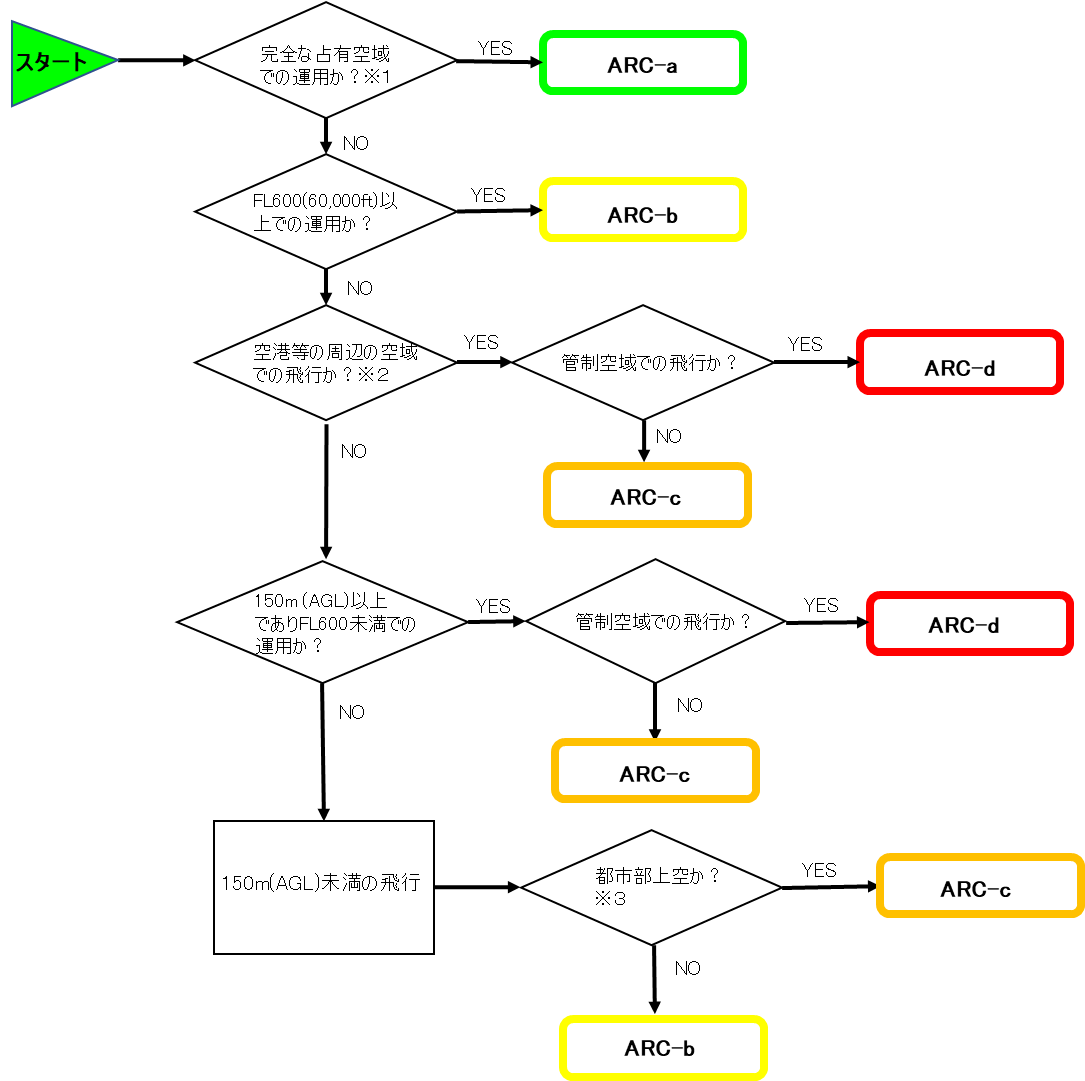 スタート
完全な占有空域
での運用か？※１
YES
ARC-a
NO
FL600(60,000ft)以
上での運用か？
YES
ARC-b
NO
空港等の周辺の空域
での飛行か？※２
YES
管制空域での飛行か？
YES
ARC-d
NO
ARC-c
NO
150m (AGL)以上
でありFL600未満での
運用か？
YES
管制空域での飛行か？
YES
ARC-d
NO
ARC-c
NO
150m(AGL)未満の飛行
都市部上空か？
※３
YES
ARC-c
NO
ARC-b